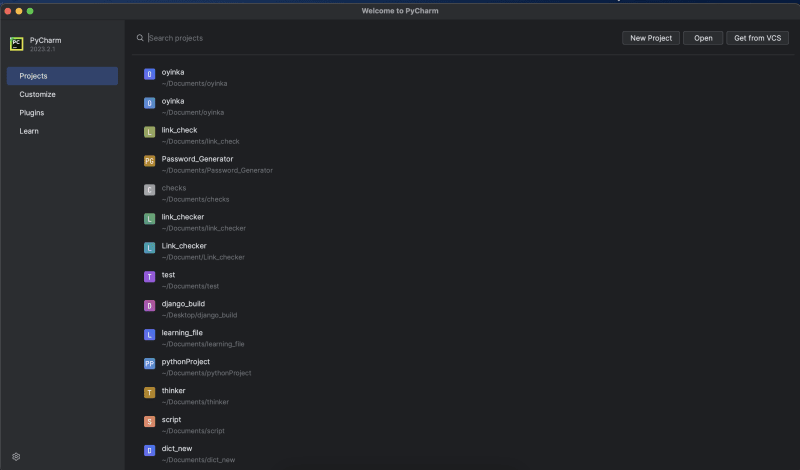 Welcome to PyCharm
PC
PyCharm
2023.2.1
Search projects
New Project
Open
Get from VCS
Projects
Customize
Plugins
Learn
O
oyinka
~/Documents/oyinka
O
oyinka
~/Document/oyinka
L
link_check
~/Documents/link_check
PG
Password_Generator
~/Documents/Password_Generator
C
checks
~/Documents/checks
L
link_checker
~/Documents/link_checker
L
Link_checker
~/Document/Link_checker
T
test
~/Documents/test
D
django_build
~/Desktop/django_build
L
learning_file
~/Documents/learning_file
PP
pythonProject
~/Documents/pythonProject
T
thinker
~/Documents/thinker
S
script
~/Documents/script
D
dict_new
~/Documents/dict_new